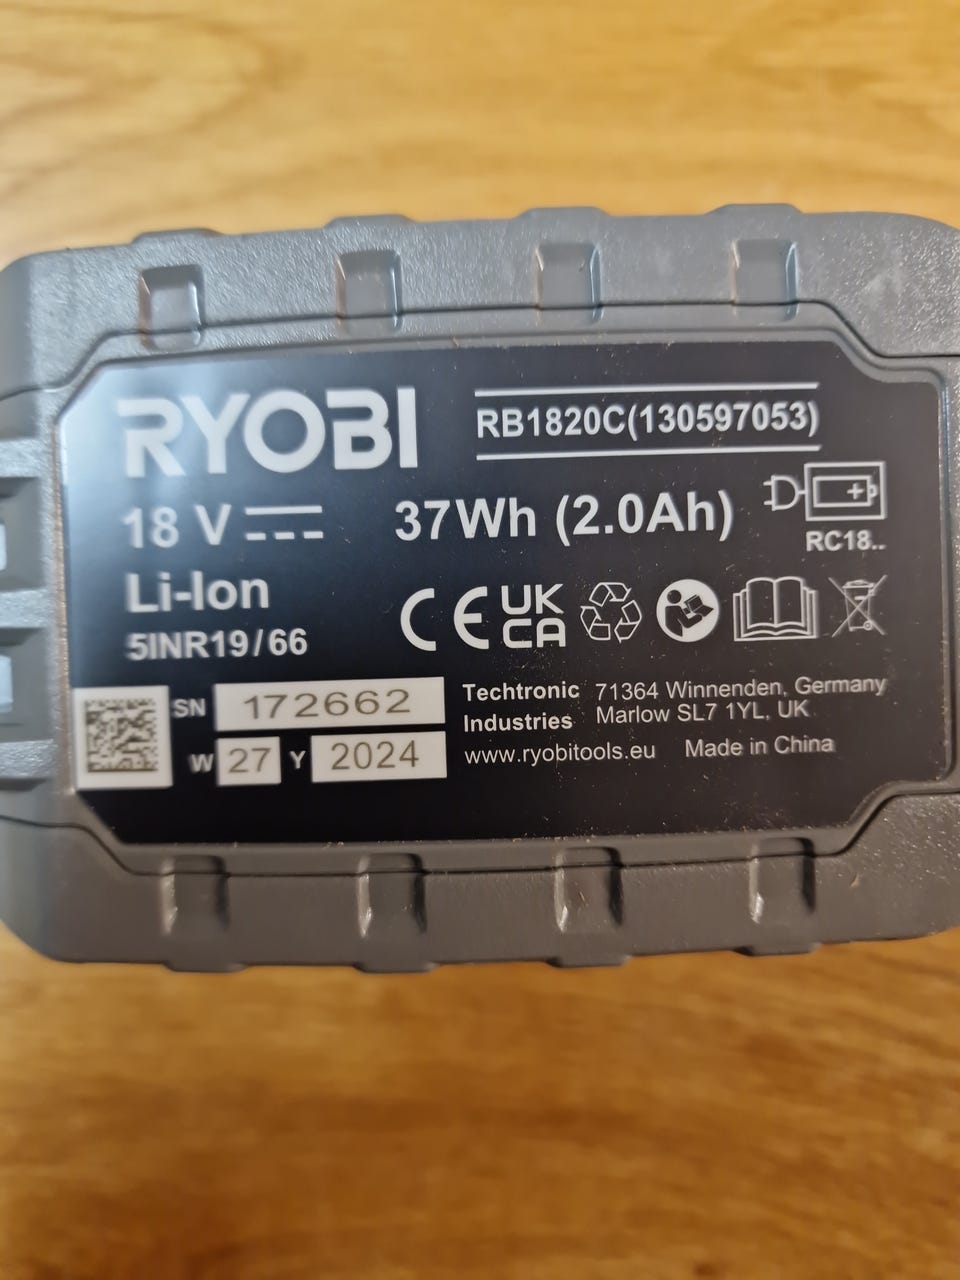 RYOBI
RB1820C(130597053)
18 V
37Wh (2.0Ah)
RC18..
Li-Ion
5INR19/66
CE
UK
CA
SN 172662
W 27 Y 2024
Techtronic
Industries
71364 Winnenden, Germany
Marlow SL7 1YL, UK
www.ryobitools.eu Made in China